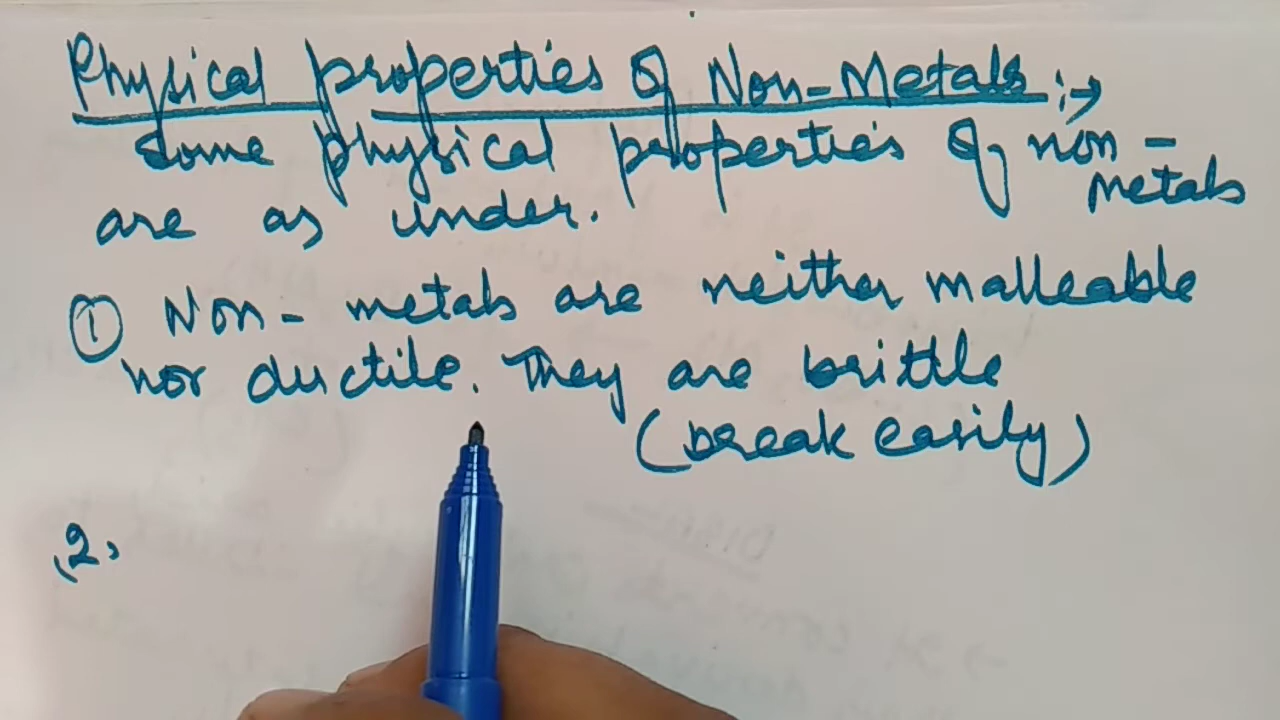 Physical properties of Non-Metals :→
Some physical properties of non-
metals
are as under.
① Non-metals are neither malleable
nor ductile. They are brittle
(break easily)
2.